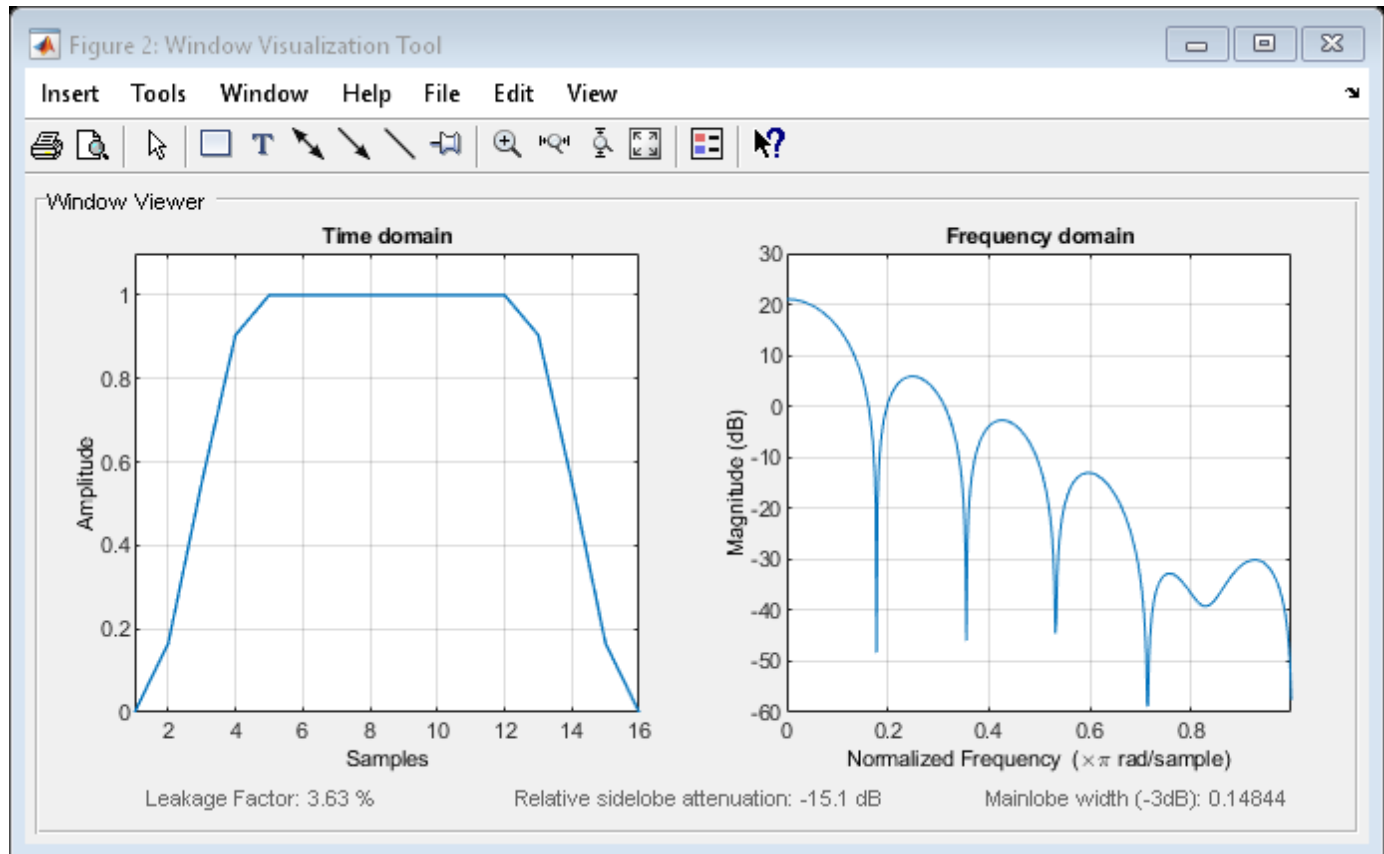 Figure 2: Window Visualization Tool
Insert Tools Window Help File Edit View
T
Window Viewer
Time domain
Amplitude
1
0.8
0.6
0.4
0.2
0
2 4 6 8 10 12 14 16
Samples
Frequency domain
Magnitude (dB)
30
20
10
0
-10
-20
-30
-40
-50
-60
0 0.2 0.4 0.6 0.8
Normalized Frequency (×π rad/sample)
Leakage Factor: 3.63 % Relative sidelobe attenuation: -15.1 dB Mainlobe width (-3dB): 0.14844